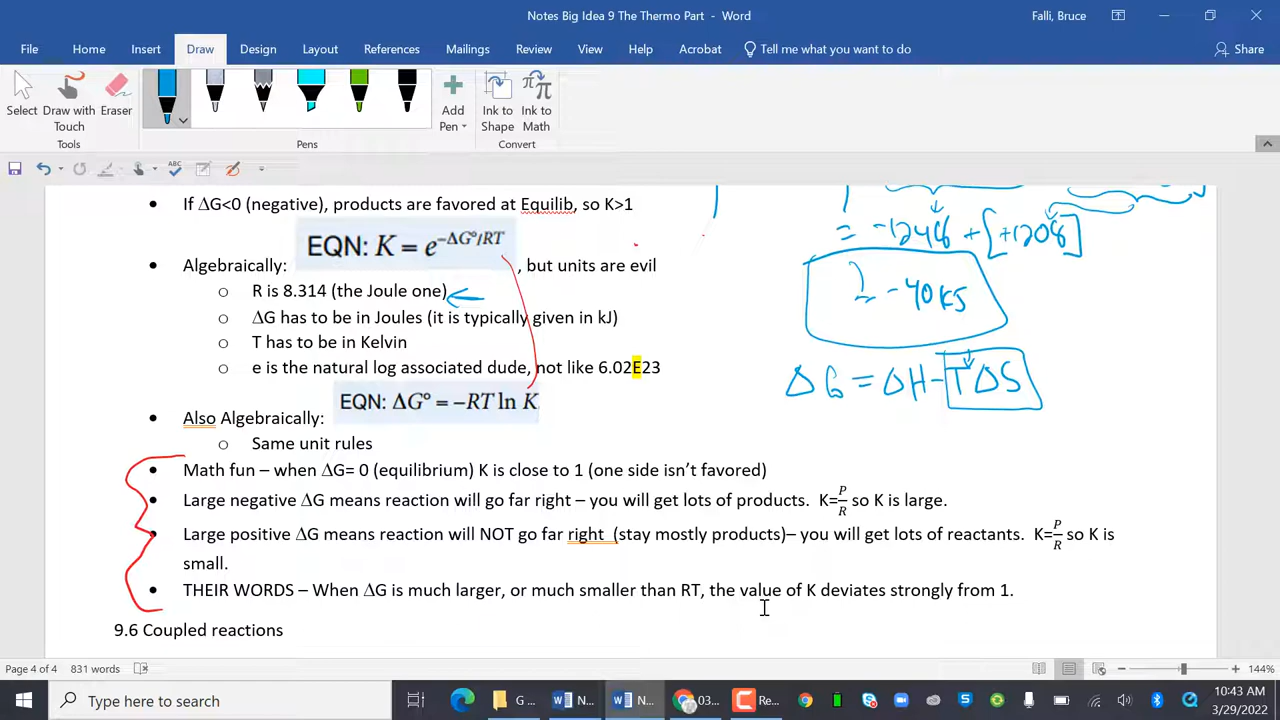 Notes Big Idea 9 The Thermo Part - Word
Falli, Bruce
File Home Insert Draw Design Layout References Mailings Review View Help Acrobat Tell me what you want to do Share
Select Draw with Touch Eraser Add Pen Ink to Shape Ink to Math
Tools Pens Convert
ABC
• If ΔG<0 (negative), products are favored at Equilib, so K>1
= -1248 + [+1208]
EQN: K = e^(-ΔG°/RT)
• Algebraically: , but units are evil
○ R is 8.314 (the Joule one)
≈ -40 kJ
○ ΔG has to be in Joules (it is typically given in kJ)
○ T has to be in Kelvin
○ e is the natural log associated dude, not like 6.02E23
ΔG = ΔH - TΔS
EQN: ΔG° = −RT ln K
• Also Algebraically:
○ Same unit rules
• Math fun – when ΔG= 0 (equilibrium) K is close to 1 (one side isn't favored)
• Large negative ΔG means reaction will go far right – you will get lots of products. K=P/R so K is large.
• Large positive ΔG means reaction will NOT go far right (stay mostly products)– you will get lots of reactants. K=P/R so K is
small.
• THEIR WORDS – When ΔG is much larger, or much smaller than RT, the value of K deviates strongly from 1.
9.6 Coupled reactions
Page 4 of 4 831 words 144%
Type here to search G ... N... N... 03... Re... 10:43 AM
3/29/2022